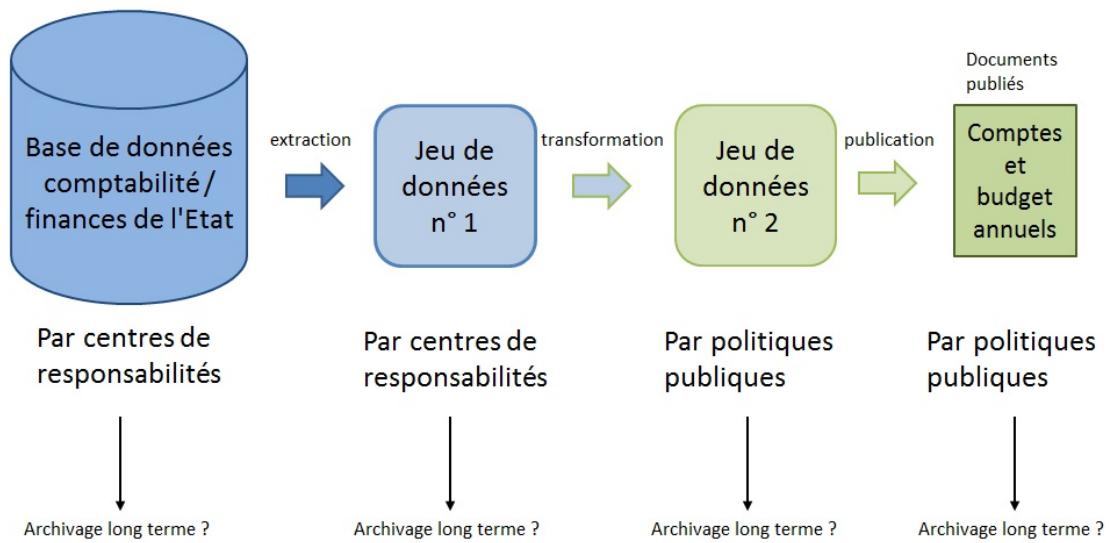 Base de données
comptabilité /
finances de l'Etat
extraction
Jeu de
données
n° 1
transformation
Jeu de
données
n° 2
publication
Documents
publiés
Comptes
et
budget
annuels
Par centres de
responsabilités
Par centres de
responsabilités
Par politiques
publiques
Par politiques
publiques
Archivage long terme ?
Archivage long terme ?
Archivage long terme ?
Archivage long terme ?